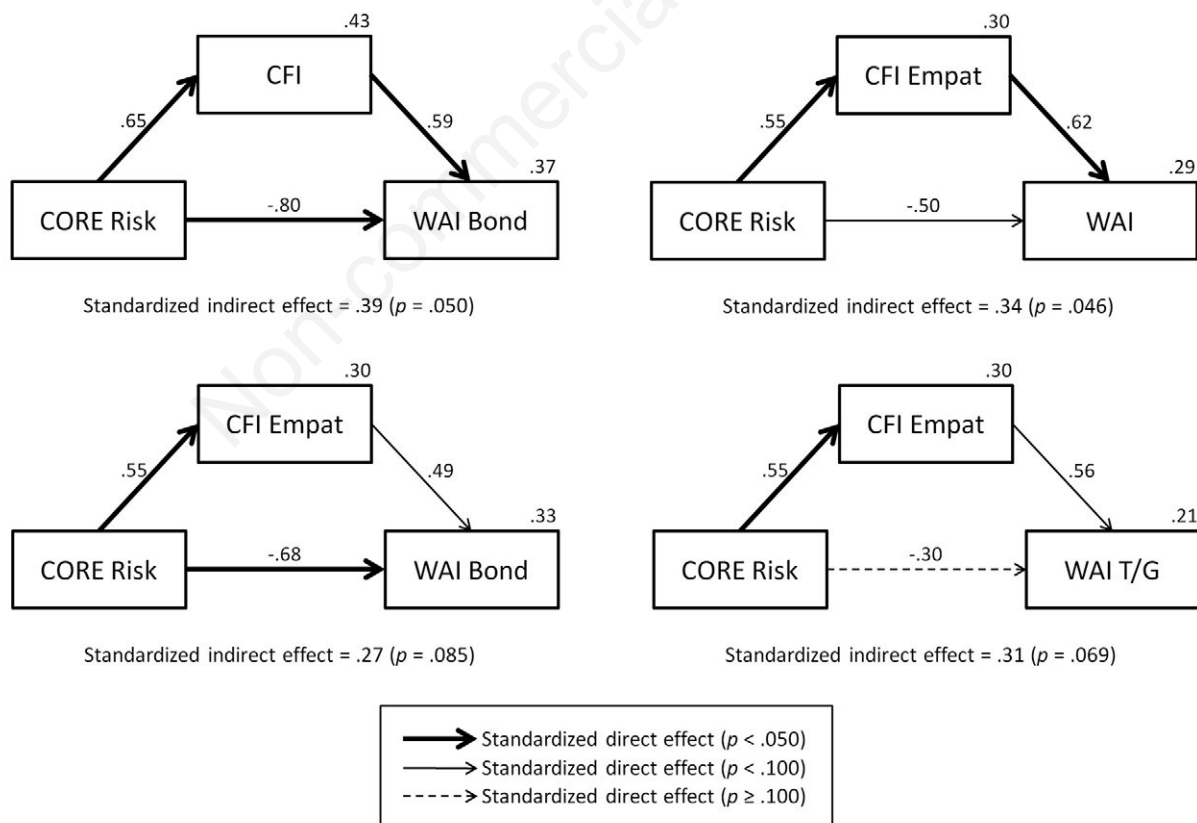 Non-commercial
.43
CFI
.65
.59
.37
CORE Risk
-.80
WAI Bond
Standardized indirect effect = .39 (p = .050)
.30
CFI Empat
.55
.62
.29
CORE Risk
-.50
WAI
Standardized indirect effect = .34 (p = .046)
.30
CFI Empat
.55
.49
.33
CORE Risk
-.68
WAI Bond
Standardized indirect effect = .27 (p = .085)
.30
CFI Empat
.55
.56
.21
CORE Risk
-.30
WAI T/G
Standardized indirect effect = .31 (p = .069)
Standardized direct effect (p < .050)
Standardized direct effect (p < .100)
Standardized direct effect (p ≥ .100)